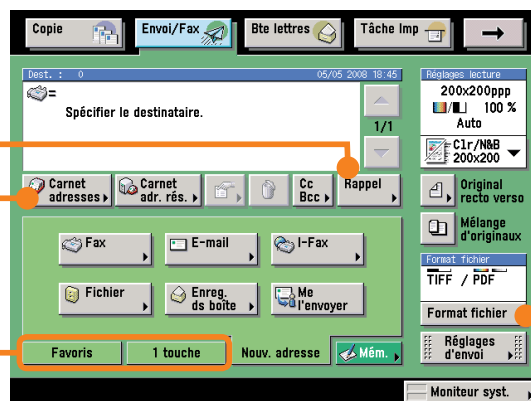 Copie
Envoi/Fax
Bte lettres
Tâche Imp
Dest. : 0
05/05 2008 18:45
Spécifier le destinataire.
1/1
Réglages lecture
200x200ppp
100 %
Auto
Clr/N&B
200x200
Carnet
adresses
Carnet
adr. rés.
Cc
Bcc
Rappel
Original
recto verso
Mélange
d'originaux
Fax
E-mail
I-Fax
Fichier
Enreg.
ds boîte
Me
l'envoyer
Format fichier
TIFF / PDF
Format fichier
Réglages
d'envoi
Favoris
1 touche
Nouv. adresse
Mém.
Moniteur syst.